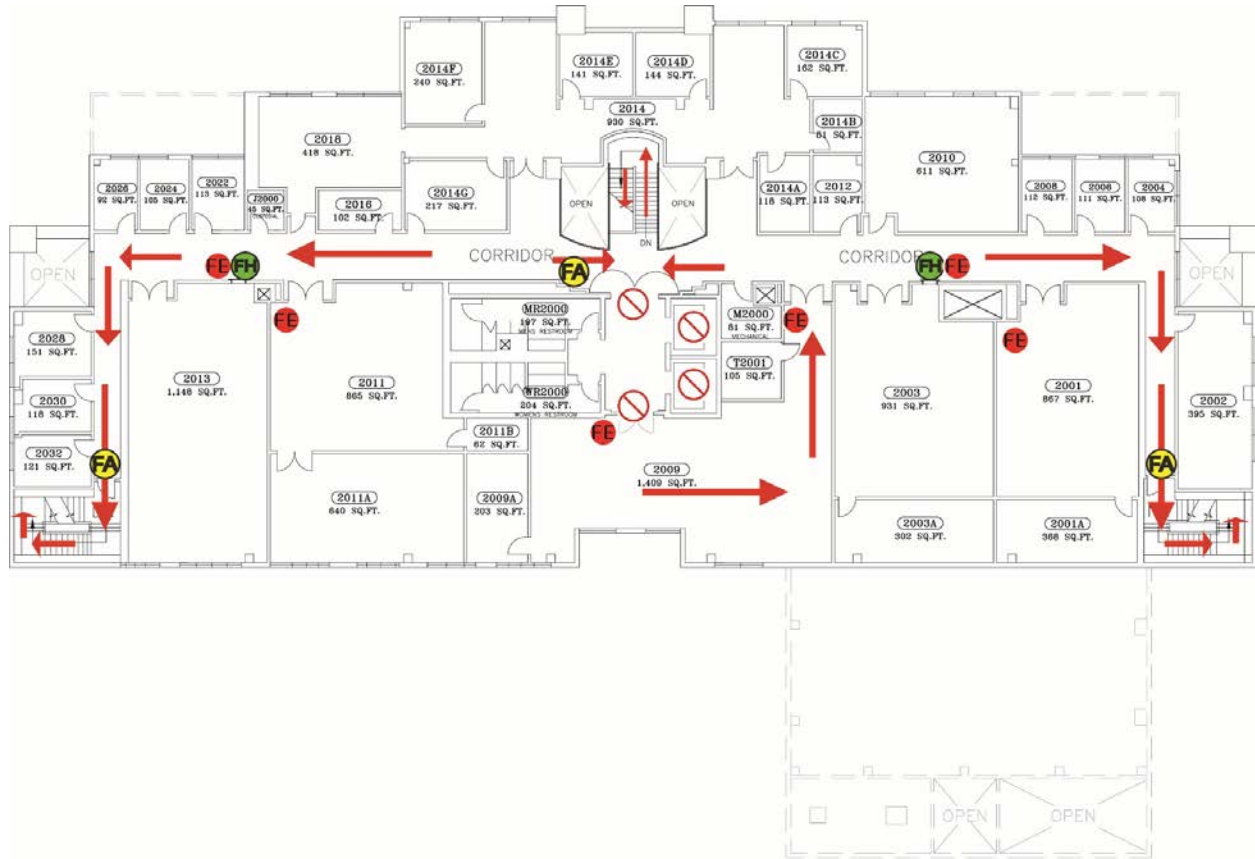 2014F
240 SQ.FT.
2014E
141 SQ.FT.
2014D
144 SQ.FT.
2014C
162 SQ.FT.
2014
930 SQ.FT.
2014B
81 SQ.FT.
2018
418 SQ.FT.
2010
611 SQ.FT.
2026
92 SQ.FT.
2024
105 SQ.FT.
2022
113 SQ.FT.
J2000
45 SQ.FT.
CUSTODIAL
2016
102 SQ.FT.
2014G
217 SQ.FT.
OPEN
OPEN
DN
2014A
118 SQ.FT.
2012
113 SQ.FT.
2008
112 SQ.FT.
2006
111 SQ.FT.
2004
108 SQ.FT.
OPEN
FE
FH
CORRIDOR
FA
CORRIDOR
FH
FE
OPEN
FE
MR2000
197 SQ.FT.
MENS RESTROOM
M2000
81 SQ.FT.
MECHANICAL
FE
FE
2028
151 SQ.FT.
2013
1,146 SQ.FT.
2011
865 SQ.FT.
WR2000
204 SQ.FT.
WOMENS RESTROOM
T2001
105 SQ.FT.
2003
931 SQ.FT.
2001
867 SQ.FT.
2002
395 SQ.FT.
2030
118 SQ.FT.
2011B
62 SQ.FT.
FE
2032
121 SQ.FT.
FA
2009
1,409 SQ.FT.
FA
2011A
640 SQ.FT.
2009A
203 SQ.FT.
2003A
302 SQ.FT.
2001A
368 SQ.FT.
OPEN
OPEN